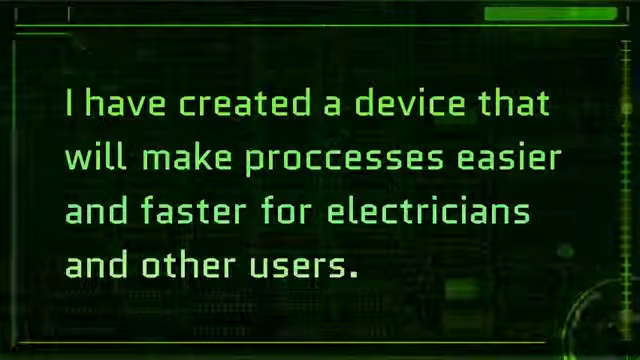 I have created a device that
will make proccesses easier
and faster for electricians
and other users.